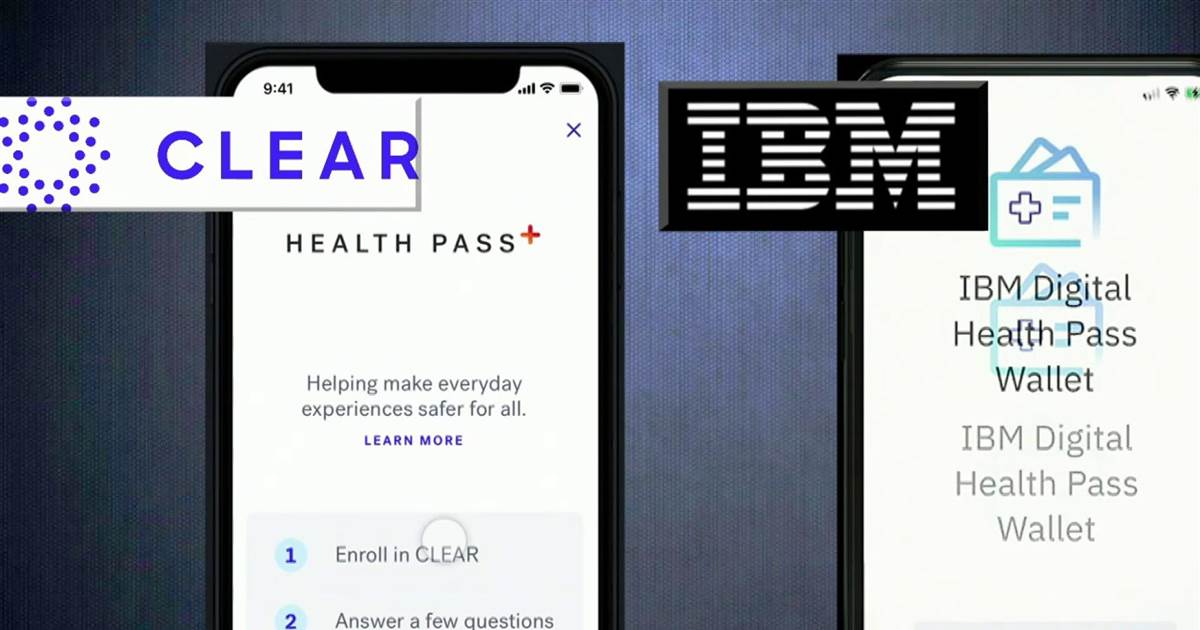 9:41
CLEAR
HEALTH PASS+
Helping make everyday
experiences safer for all.
LEARN MORE
1 Enroll in CLEAR
2 Answer a few questions
IBM
IBM Digital
Health Pass
Wallet
IBM Digital
Health Pass
Wallet